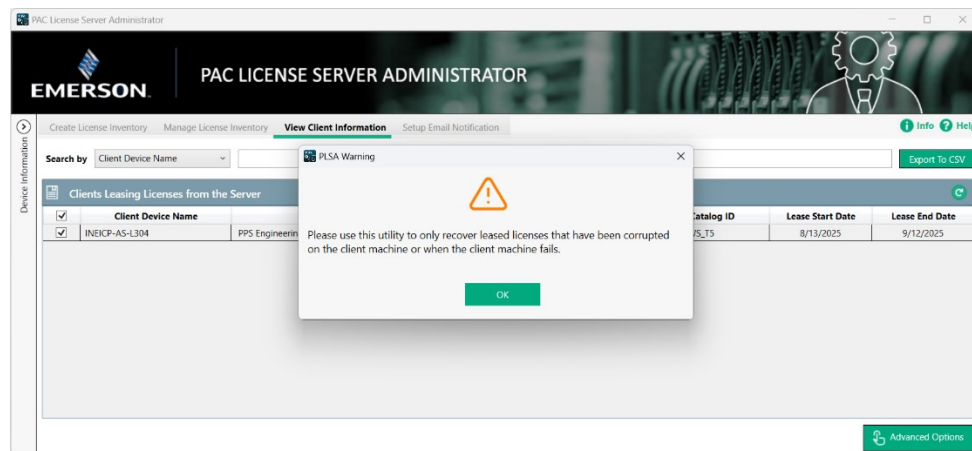 PAC License Server Administrator
EMERSON
PAC LICENSE SERVER ADMINISTRATOR
Create License Inventory Manage License Inventory View Client Information Setup Email Notification
Info Help
Device Information
Search by Client Device Name
Export To CSV
Clients Leasing Licenses from the Server
Client Device Name Catalog ID Lease Start Date Lease End Date
INEICP-AS-L304 PPS Engineerin 8/13/2025 9/12/2025
PLSA Warning
Please use this utility to only recover leased licenses that have been corrupted
on the client machine or when the client machine fails.
OK
Advanced Options